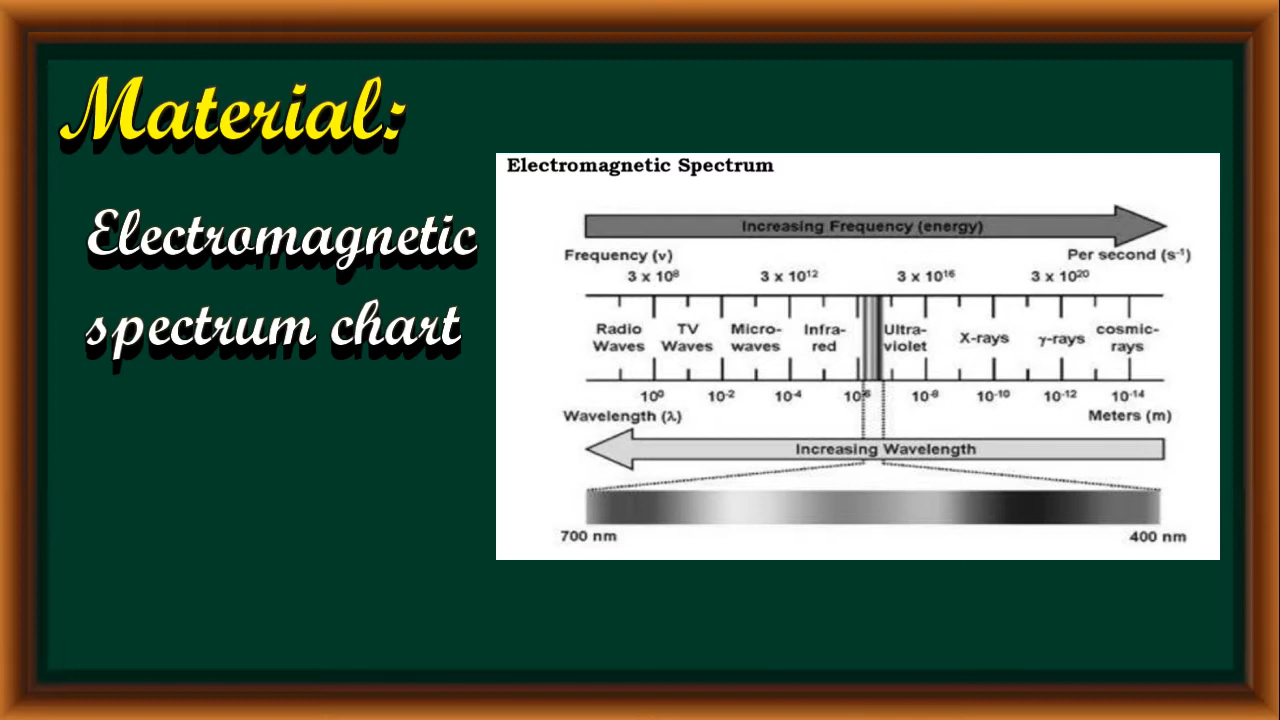 Material:
Electromagnetic
spectrum chart
Electromagnetic Spectrum
Increasing Frequency (energy)
Frequency (ν) Per second (s⁻¹)
3 x 10⁸ 3 x 10¹² 3 x 10¹⁶ 3 x 10²⁰
Radio Waves TV Waves Micro-waves Infra-red Ultra-violet X-rays γ-rays cosmic-rays
10⁰ 10⁻² 10⁻⁴ 10⁻⁶ 10⁻⁸ 10⁻¹⁰ 10⁻¹² 10⁻¹⁴
Wavelength (λ) Meters (m)
Increasing Wavelength
700 nm 400 nm